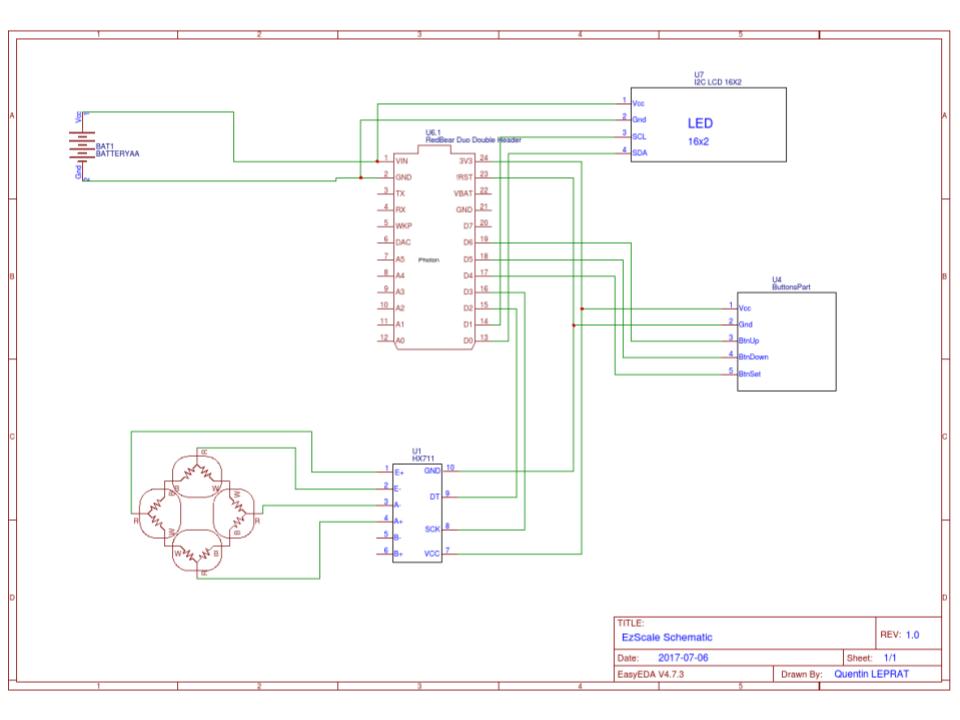 1 2 3 4 5
A
B
C
D
A
B
C
D
Vcc 1
BAT1
BATTERYAA
Gnd 2
U6.1
RedBear Duo Double Header
1 VIN
2 GND
3 TX
4 RX
5 WKP
6 DAC
7 A5
8 A4
9 A3
10 A2
11 A1
12 A0
Photon
3V3 24
!RST 23
VBAT 22
GND 21
D7 20
D6 19
D5 18
D4 17
D3 16
D2 15
D1 14
D0 13
U7
I2C LCD 16X2
1 Vcc
2 Gnd
3 SCL
4 SDA
LED
16x2
U4
ButtonsPart
1 Vcc
2 Gnd
3 BtnUp
4 BtnDown
5 BtnSet
R
B W
B W
R R
W B
W B
R
U1
HX711
1 E+
2 E-
3 A-
4 A+
5 B-
6 B+
GND 10
DT 9
SCK 8
VCC 7
TITLE:
EzScale Schematic
REV: 1.0
Date: 2017-07-06
Sheet: 1/1
EasyEDA V4.7.3
Drawn By: Quentin LEPRAT
1 2 3 4 5